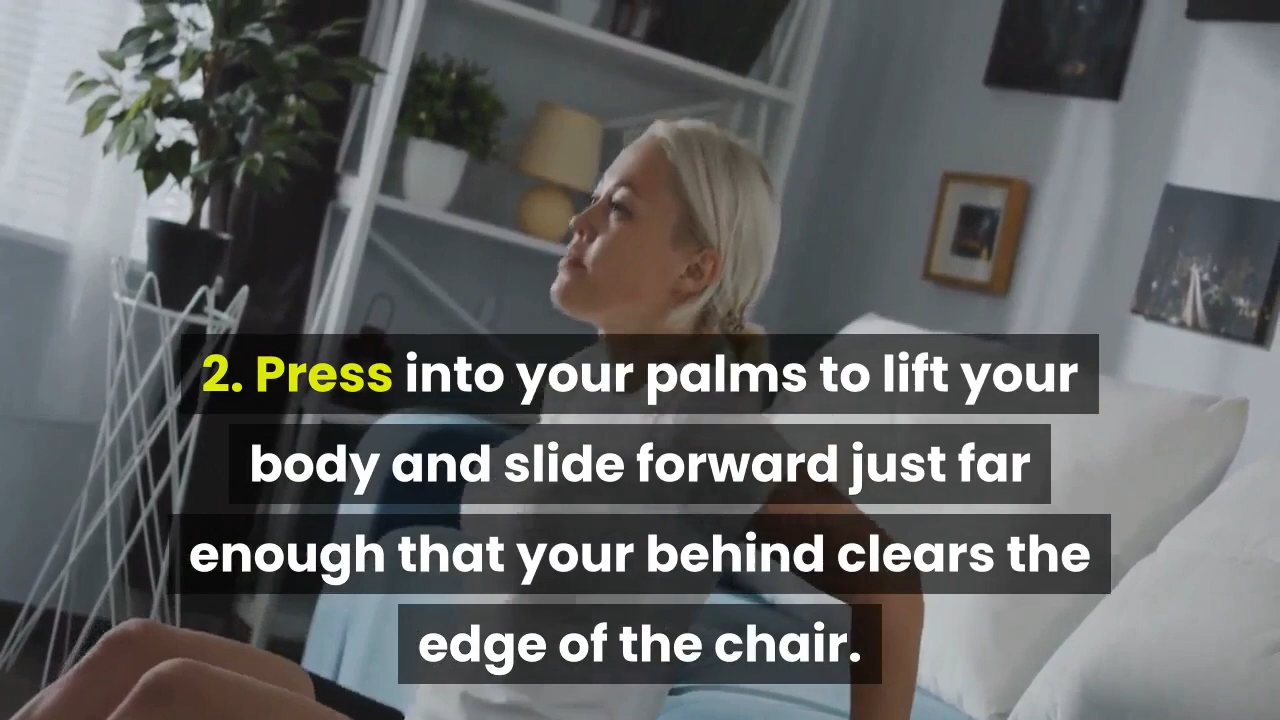 2. Press into your palms to lift your
body and slide forward just far
enough that your behind clears the
edge of the chair.